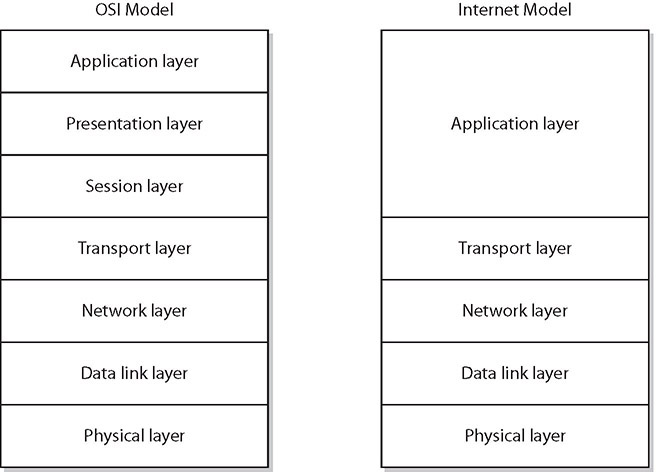 OSI Model
Application layer
Presentation layer
Session layer
Transport layer
Network layer
Data link layer
Physical layer
Internet Model
Application layer
Transport layer
Network layer
Data link layer
Physical layer